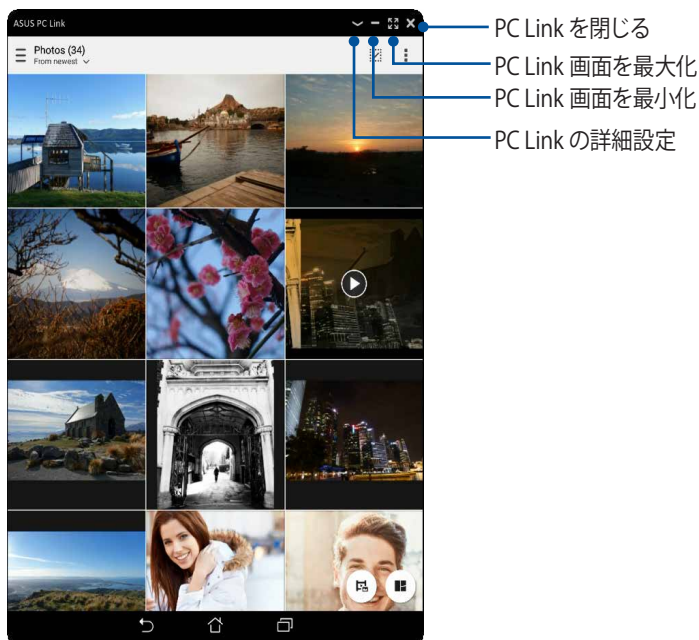 ASUS PC Link
Photos (34)
From newest
PC Link を閉じる
PC Link 画面を最大化
PC Link 画面を最小化
PC Link の詳細設定